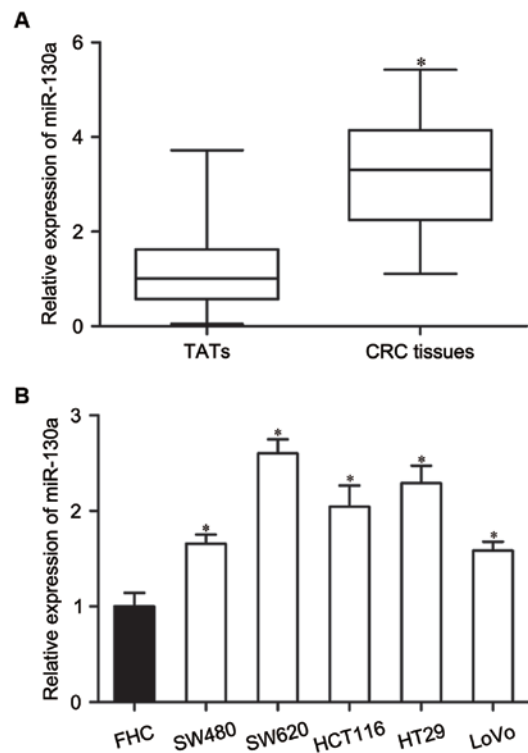 A
Relative expression of miR-130a
6
4
2
0
*
TATs
CRC tissues
B
Relative expression of miR-130a
3
2
1
0
*
*
*
*
*
FHC
SW480
SW620
HCT116
HT29
LoVo